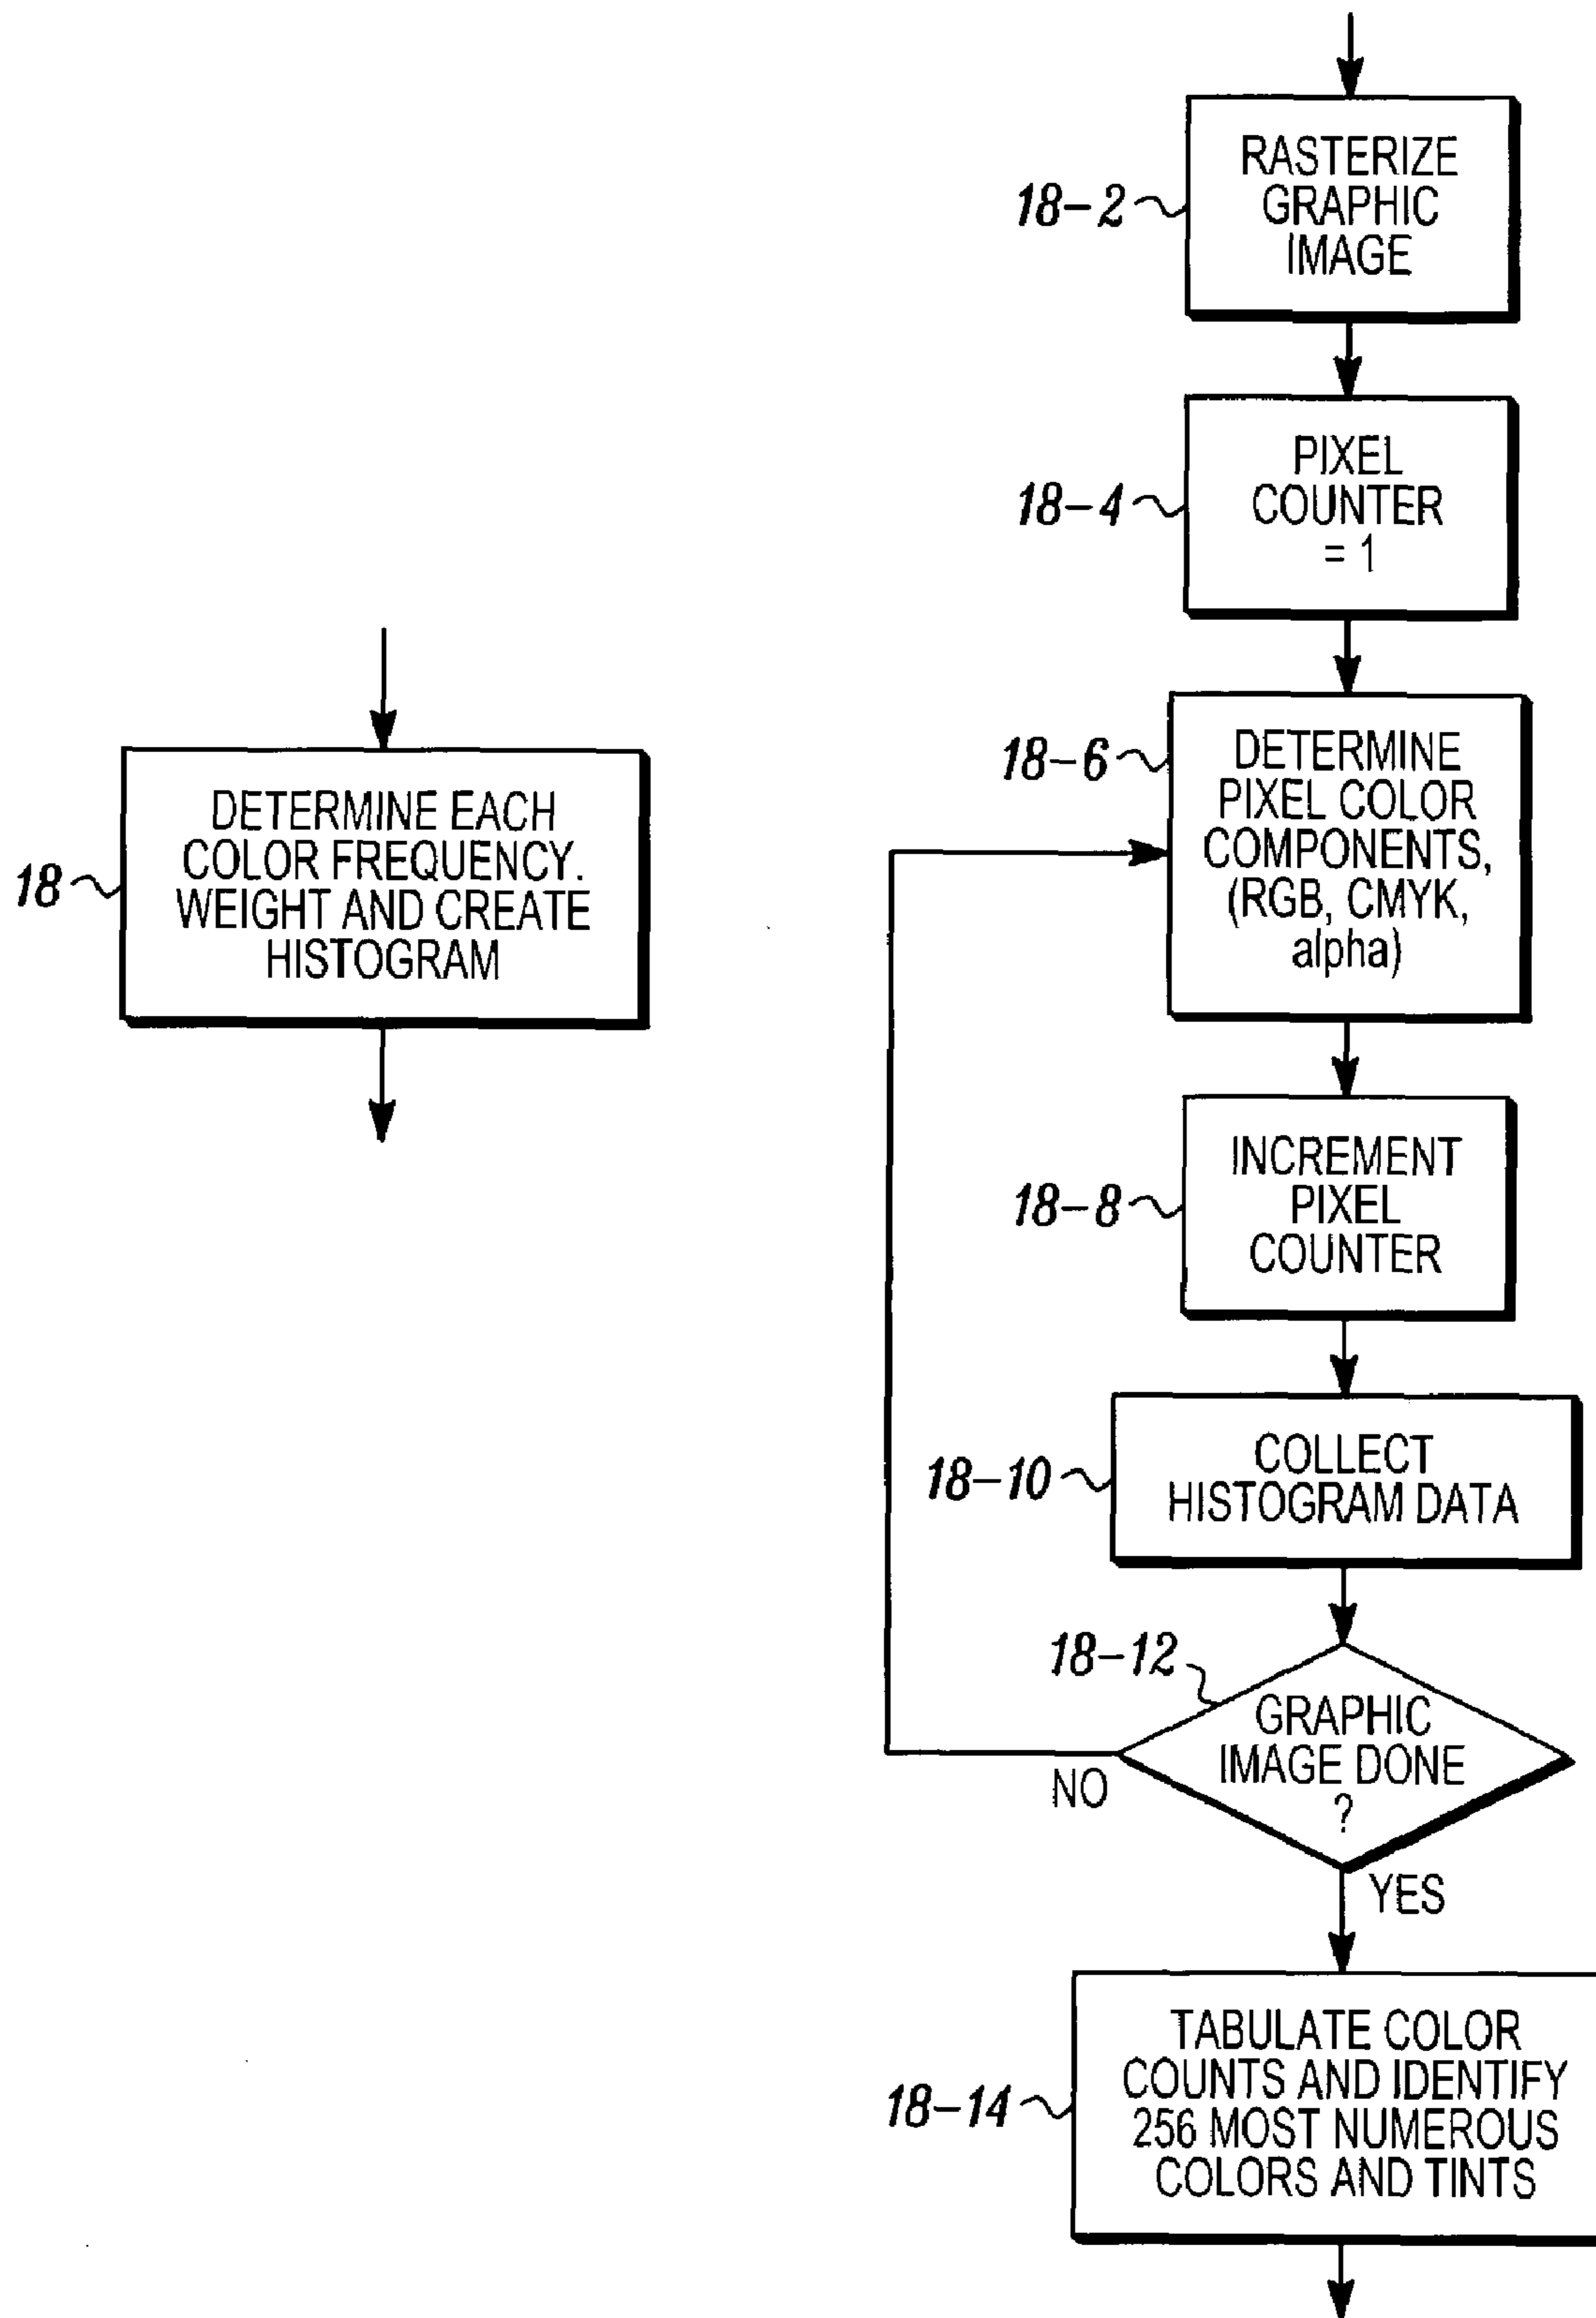 18
DETERMINE EACH
COLOR FREQUENCY.
WEIGHT AND CREATE
HISTOGRAM
18-2
RASTERIZE
GRAPHIC
IMAGE
18-4
PIXEL
COUNTER
= 1
18-6
DETERMINE
PIXEL COLOR
COMPONENTS,
(RGB, CMYK,
alpha)
18-8
INCREMENT
PIXEL
COUNTER
18-10
COLLECT
HISTOGRAM DATA
18-12
GRAPHIC
IMAGE DONE
?
NO
YES
18-14
TABULATE COLOR
COUNTS AND IDENTIFY
256 MOST NUMEROUS
COLORS AND TINTS